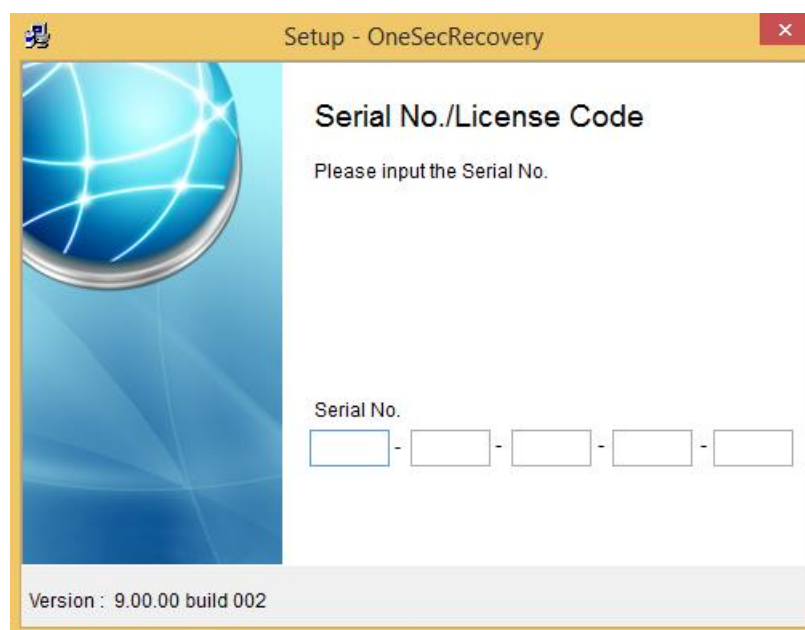 Setup - OneSecRecovery
Serial No./License Code
Please input the Serial No.
Serial No.
- - - -
Version : 9.00.00 build 002